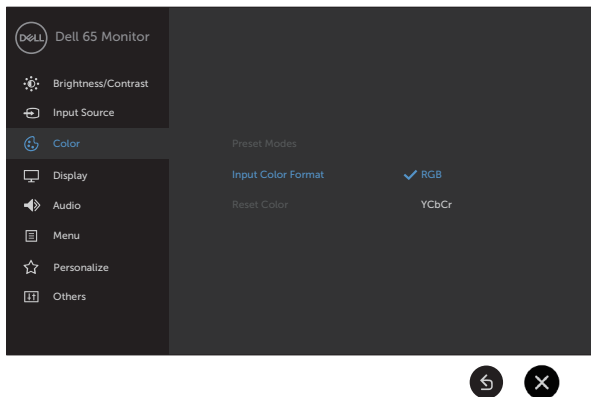 DELL Dell 65 Monitor
Brightness/Contrast
Input Source
Color
Preset Modes
Display
Input Color Format
RGB
Audio
Reset Color
YCbCr
Menu
Personalize
Others